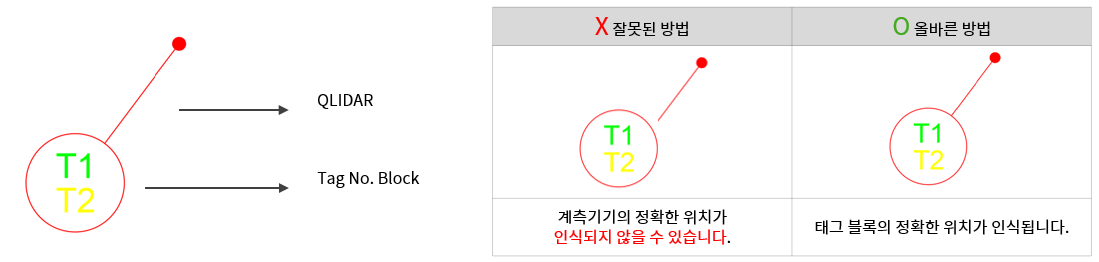 T1
T2
QLIDAR
Tag No. Block
X 잘못된 방법
O 올바른 방법
T1
T2
T1
T2
계측기기의 정확한 위치가
인식되지 않을 수 있습니다.
태그 블록의 정확한 위치가 인식됩니다.